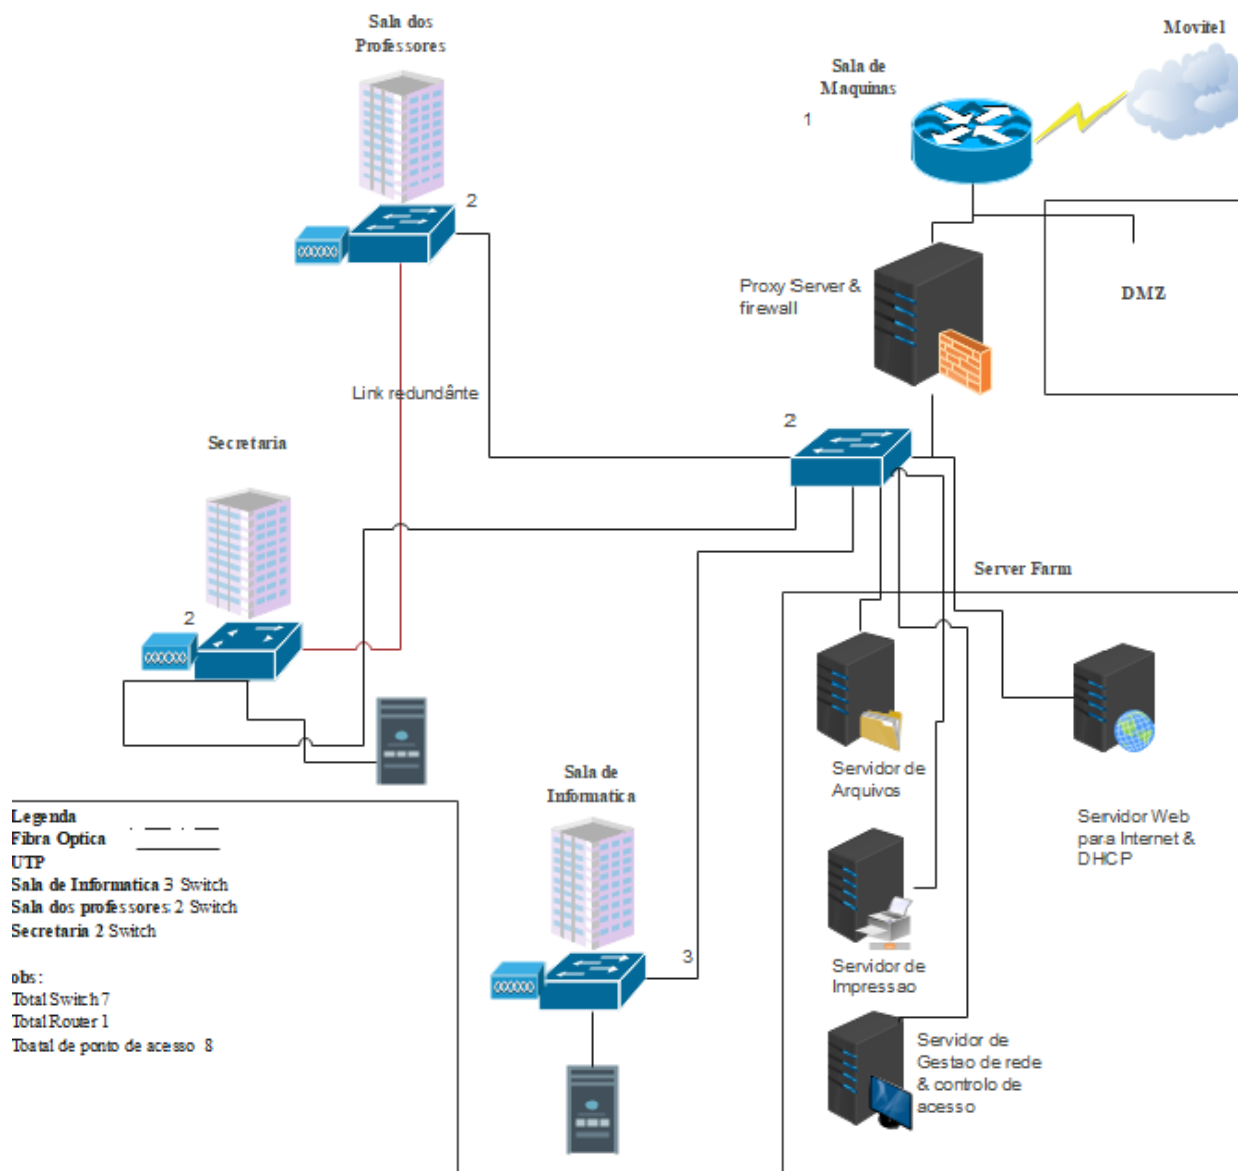 Sala dos
Professores
2
Movitel
Sala de
Maquinas
1
Proxy Server &
firewall
DMZ
Link redundânte
2
Secretaria
2
Server Farm
Servidor de
Arquivos
Servidor Web
para Internet &
DHCP
Servidor de
Impressao
Servidor de
Gestao de rede
& controlo de
acesso
Sala de
Informatica
3
Legenda
Fibra Optica
UTP
Sala de Informatica 3 Switch
Sala dos professores 2 Switch
Secretaria 2 Switch
obs:
Total Switch 7
Total Router 1
Toatal de ponto de acesso 8